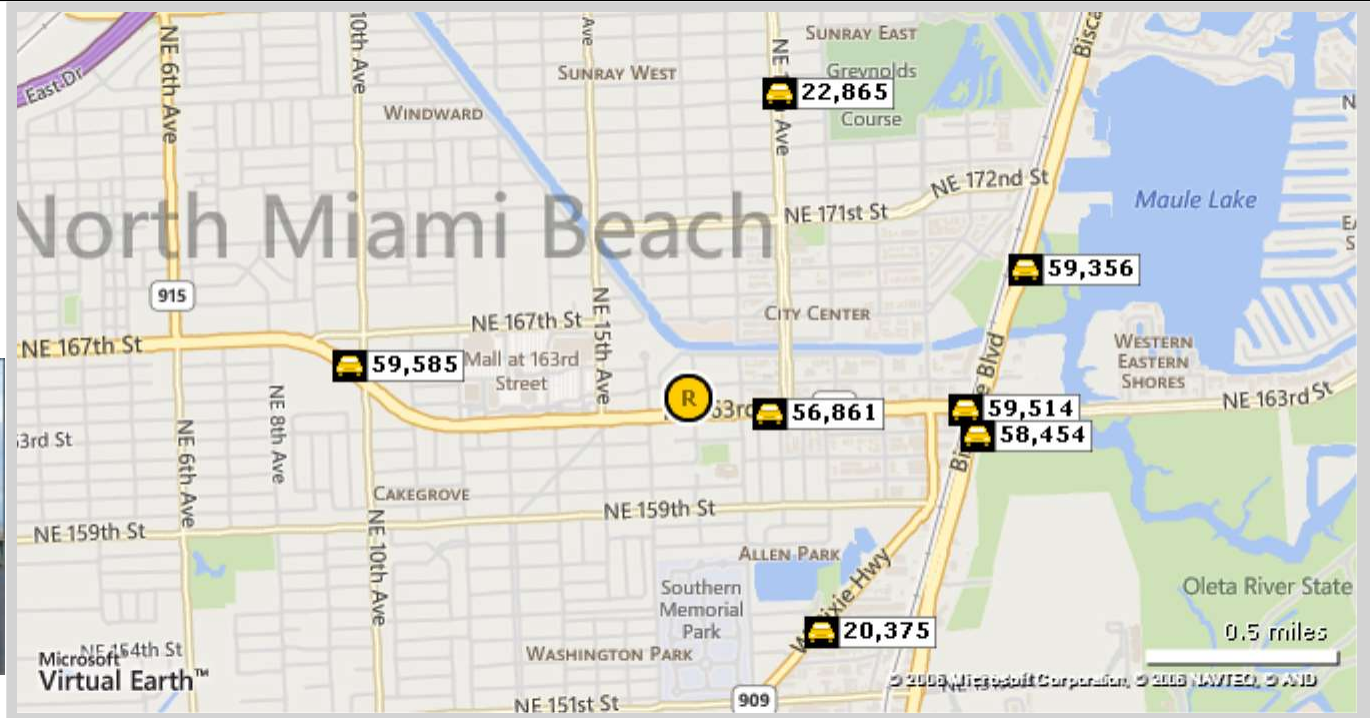 10th Ave
Ave
NE 6th Ave
East Dr
SUNRAY WEST
WINDWARD
SUNRAY EAST
Greynolds
Course
22,865
Ave
NE 172nd St
NE 171st St
Maule Lake
North Miami Beach
59,356
915
NE 15th Ave
NE 167th St
CITY CENTER
NE 167th St
59,585
Mall at 163rd
Street
WESTERN
EASTERN
SHORES
NE 8th Ave
R
56,861
59,514
58,454
NE 163rd St
NE 6th Ave
CAKEGROVE
NE 159th St
NE 159th St
NE 10th Ave
ALLEN PARK
Southern
Memorial
Park
Oleta River State
20,375
0.5 miles
NE 154th St
WASHINGTON PARK
Microsoft
Virtual Earth™
NE 151st St
909